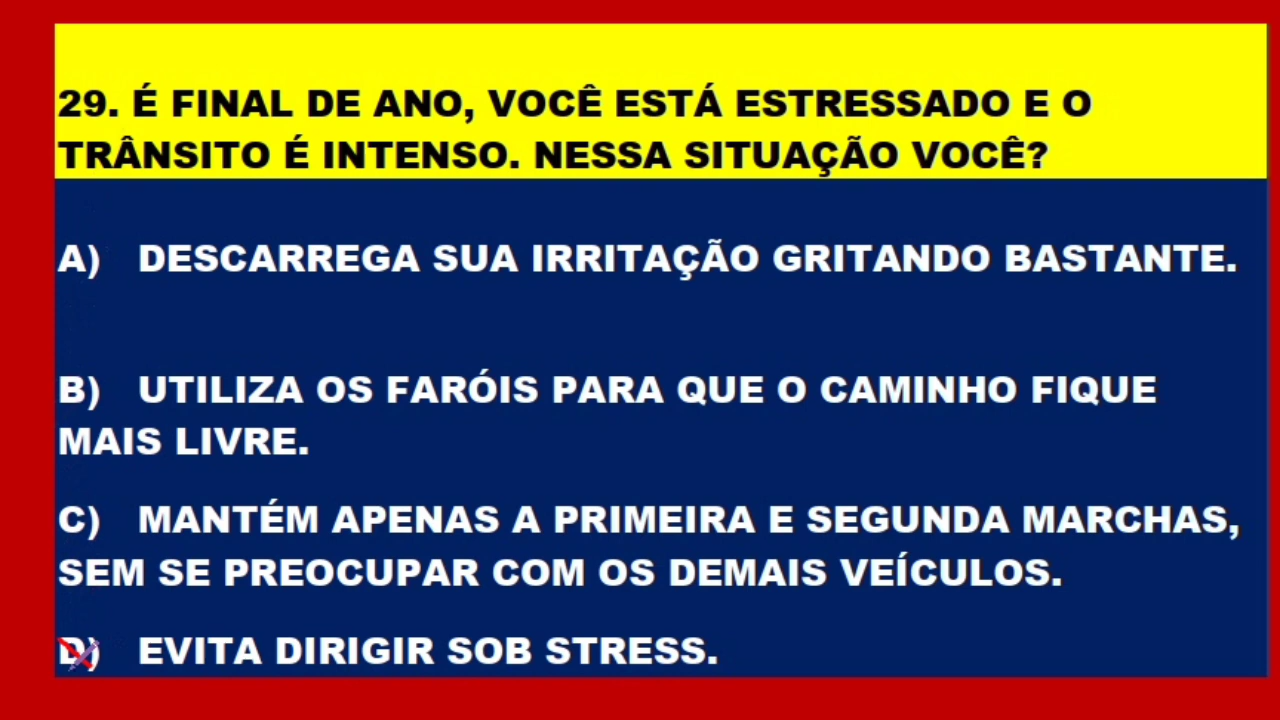 29. É FINAL DE ANO, VOCÊ ESTÁ ESTRESSADO E O
TRÂNSITO É INTENSO. NESSA SITUAÇÃO VOCÊ?
A) DESCARREGA SUA IRRITAÇÃO GRITANDO BASTANTE.
B) UTILIZA OS FARÓIS PARA QUE O CAMINHO FIQUE
MAIS LIVRE.
C) MANTÉM APENAS A PRIMEIRA E SEGUNDA MARCHAS,
SEM SE PREOCUPAR COM OS DEMAIS VEÍCULOS.
D) EVITA DIRIGIR SOB STRESS.